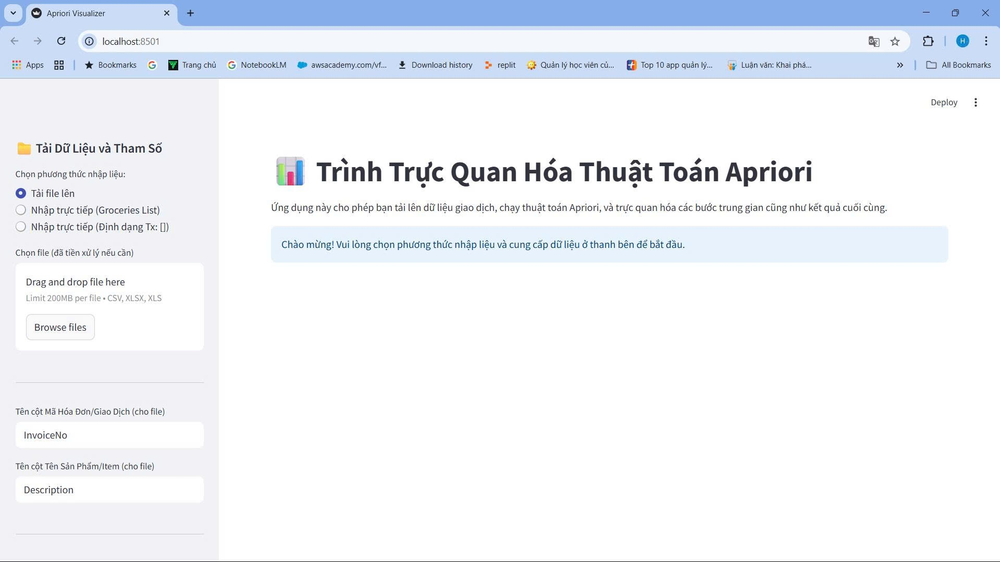 Apriori Visualizer
localhost:8501
H
Apps
Bookmarks
Trang chủ
NotebookLM
awsacademy.com/vf...
Download history
replit
Quản lý học viên củ...
Top 10 app quản lý...
Luận văn: Khai phá...
All Bookmarks
Deploy
Tải Dữ Liệu và Tham Số
Chọn phương thức nhập liệu:
Tải file lên
Nhập trực tiếp (Groceries List)
Nhập trực tiếp (Định dạng Tx: [])
Chọn file (đã tiền xử lý nếu cần)
Drag and drop file here
Limit 200MB per file • CSV, XLSX, XLS
Browse files
Tên cột Mã Hóa Đơn/Giao Dịch (cho file)
InvoiceNo
Tên cột Tên Sản Phẩm/Item (cho file)
Description
Trình Trực Quan Hóa Thuật Toán Apriori
Ứng dụng này cho phép bạn tải lên dữ liệu giao dịch, chạy thuật toán Apriori, và trực quan hóa các bước trung gian cũng như kết quả cuối cùng.
Chào mừng! Vui lòng chọn phương thức nhập liệu và cung cấp dữ liệu ở thanh bên để bắt đầu.